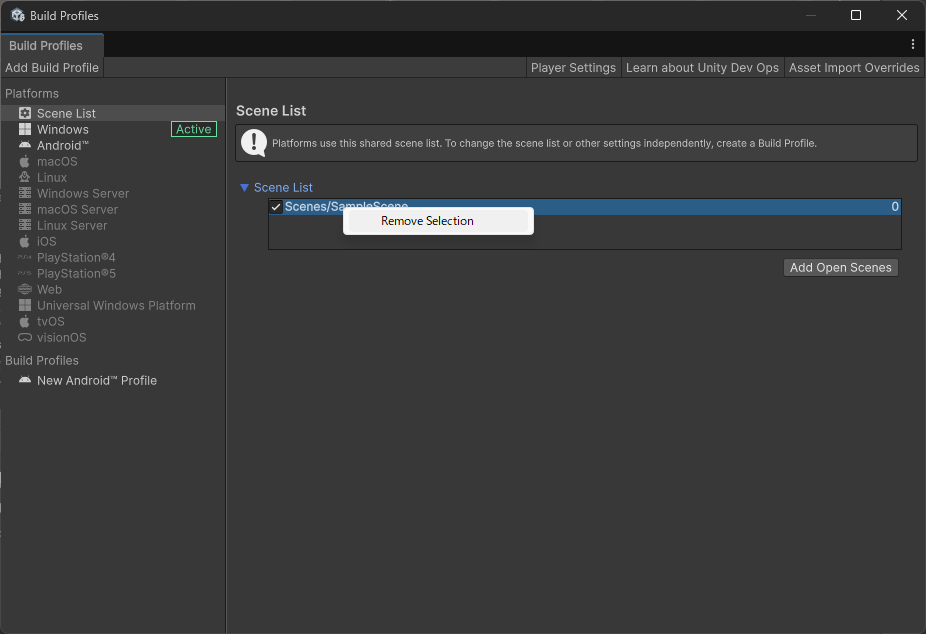 Build Profiles
Build Profiles
Add Build Profile
Player Settings
Learn about Unity Dev Ops
Asset Import Overrides
Platforms
Scene List
Windows
Active
Android™
macOS
Linux
Windows Server
macOS Server
Linux Server
iOS
PlayStation®4
PlayStation®5
Web
Universal Windows Platform
tvOS
visionOS
Build Profiles
New Android™ Profile
Scene List
Platforms use this shared scene list. To change the scene list or other settings independently, create a Build Profile.
Scene List
Scenes/SampleScene
0
Remove Selection
Add Open Scenes